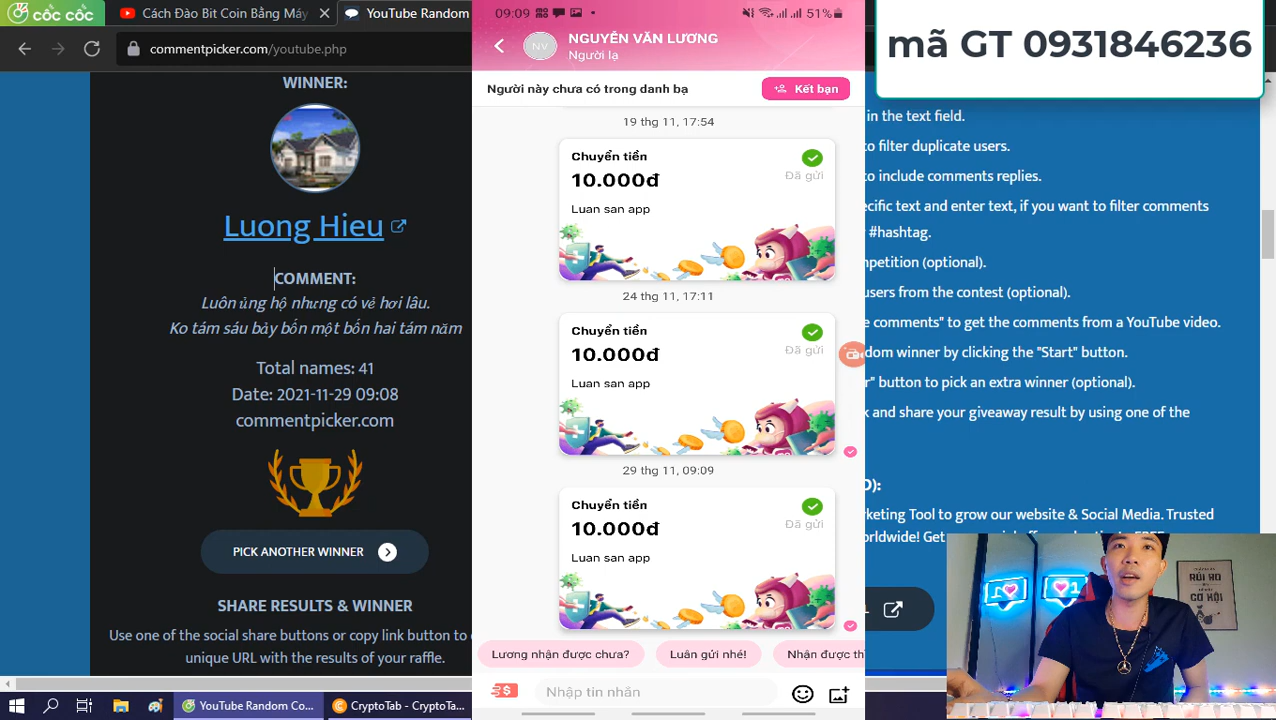 CỐC CỐC
Cách Đào Bit Coin Bằng Máy
YouTube Random
commentpicker.com/youtube.php
WINNER:
Luong Hieu
COMMENT:
Luôn ủng hộ nhưng có vẻ hơi lâu.
Ko tám sáu bảy bốn một bốn hai tám năm
Total names: 41
Date: 2021-11-29 09:08
commentpicker.com
PICK ANOTHER WINNER
SHARE RESULTS & WINNER
Use one of the social share buttons or copy link button to
unique URL with the results of your raffle.
09:09
51%
NV
NGUYỄN VĂN LƯƠNG
Người lạ
Người này chưa có trong danh bạ
Kết bạn
19 thg 11, 17:54
Chuyển tiền
10.000đ
Đã gửi
Luan san app
24 thg 11, 17:11
Chuyển tiền
10.000đ
Đã gửi
Luan san app
29 thg 11, 09:09
Chuyển tiền
10.000đ
Đã gửi
Luan san app
Lương nhận được chưa?
Luân gửi nhé!
Nhận được
Nhập tin nhắn
mã GT 0931846236
in the text field.
to filter duplicate users.
to include comments replies.
ecific text and enter text, if you want to filter comments
#hashtag.
mpetition (optional).
users from the contest (optional).
e comments" to get the comments from a YouTube video.
dom winner by clicking the "Start" button.
r" button to pick an extra winner (optional).
k and share your giveaway result by using one of the
rketing Tool to grow our website & Social Media. Trusted
RỦI RO
CƠ HỘI
YouTube Random Co...
CryptoTab - CryptoTa...